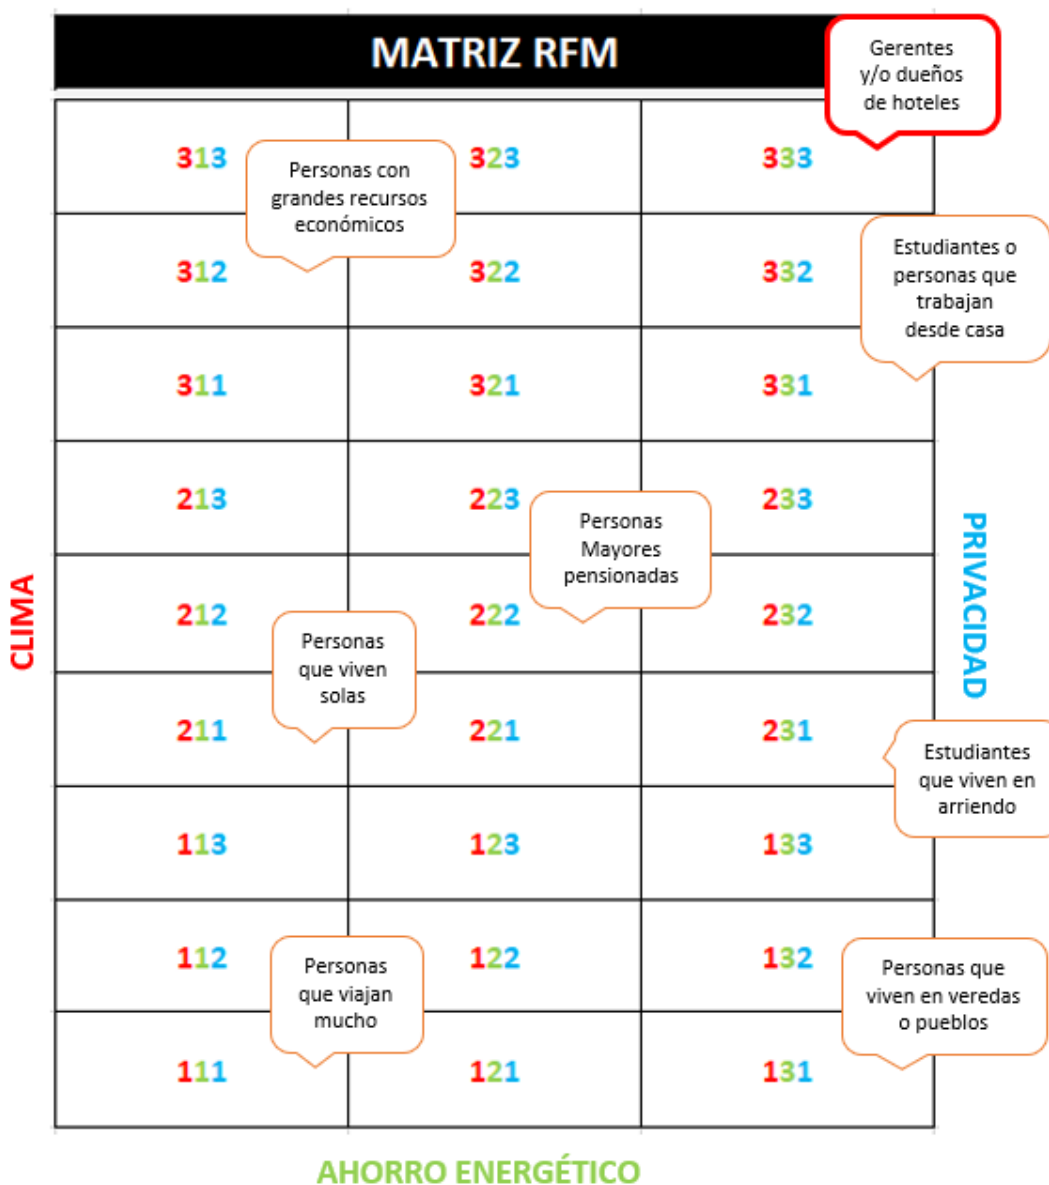 MATRIZ RFM
Gerentes
y/o dueños
de hoteles
313
323
333
Personas con
grandes recursos
económicos
312
322
332
Estudiantes o
personas que
trabajan
desde casa
311
321
331
213
223
233
Personas
Mayores
pensionadas
CLIMA
PRIVACIDAD
212
222
232
Personas
que viven
solas
211
221
231
Estudiantes
que viven en
arriendo
113
123
133
112
122
132
Personas
que viajan
mucho
Personas que
viven en veredas
o pueblos
111
121
131
AHORRO ENERGÉTICO